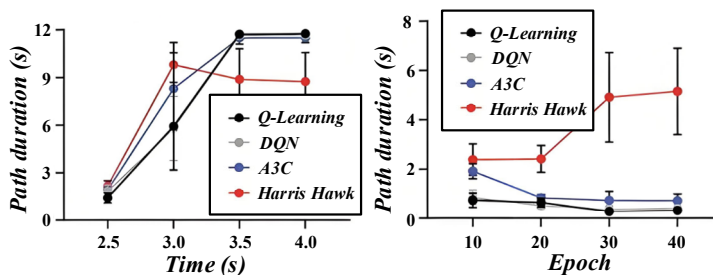 Path duration (s)
12
9
6
3
0
2.5 3.0 3.5 4.0
Time (s)
Q-Learning
DQN
A3C
Harris Hawk
Path duration (s)
8
6
4
2
0
10 20 30 40
Epoch
Q-Learning
DQN
A3C
Harris Hawk